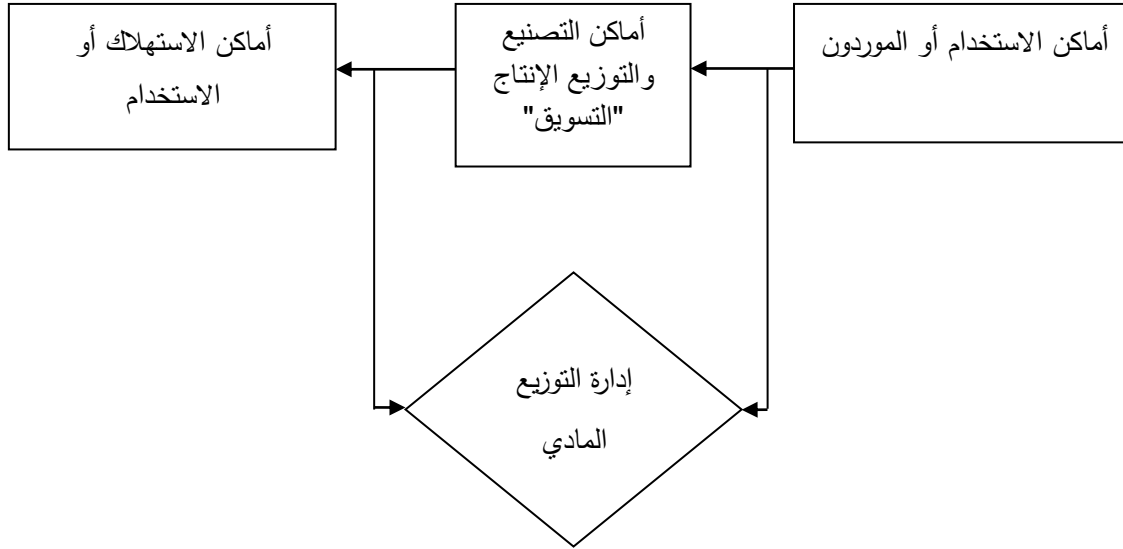 أماكن الاستخدام أو الموردون
أماكن التصنيع
والتوزيع الإنتاج
"التسويق"
أماكن الاستهلاك أو
الاستخدام
إدارة التوزيع
المادي